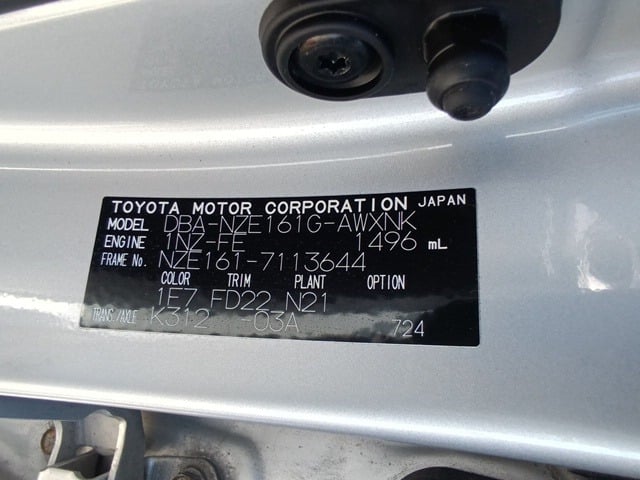 TOYOTA MOTOR CORPORATION JAPAN
MODEL DBA-NZE161G-AWXNK
ENGINE 1NZ-FE 1496 mL
FRAME No. NZE161-7113644
COLOR TRIM PLANT OPTION
1E7 FD22 N21
TRANS./AXLE K312 -03A 724